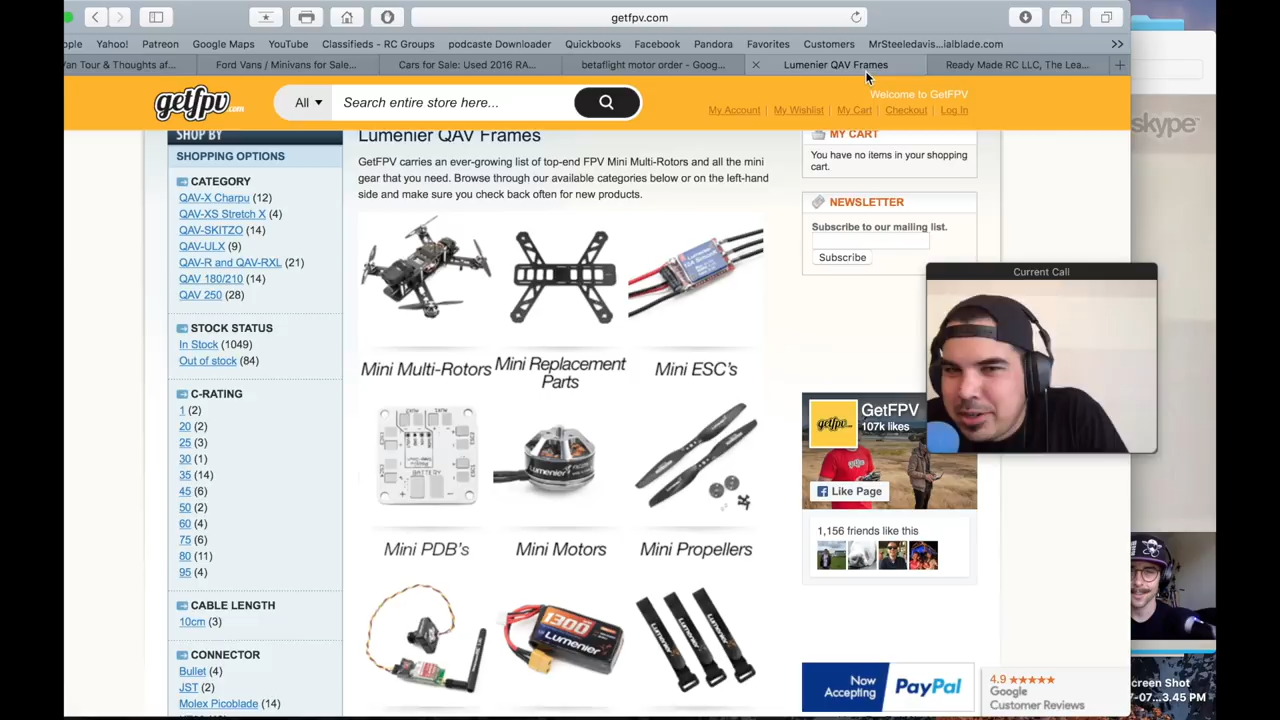 getfpv.com
ople
Yahoo!
Patreon
Google Maps
YouTube
Classifieds - RC Groups
podcaste Downloader
Quickbooks
Facebook
Pandora
Favorites
Customers
MrSteeledavis...ialblade.com
Van Tour & Thoughts af...
Ford Vans / Minivans for Sale...
Cars for Sale: Used 2016 RA...
betaflight motor order - Goog...
Lumenier QAV Frames
Ready Made RC LLC, The Lea...
getfpv.com
All
Search entire store here...
Welcome to GetFPV
My Account | My Wishlist | My Cart | Checkout | Log In
skype
SHOP BY
SHOPPING OPTIONS
CATEGORY
QAV-X Charpu (12)
QAV-XS Stretch X (4)
QAV-SKITZO (14)
QAV-ULX (9)
QAV-R and QAV-RXL (21)
QAV 180/210 (14)
QAV 250 (28)
STOCK STATUS
In Stock (1049)
Out of stock (84)
C-RATING
1 (2)
20 (2)
25 (3)
30 (1)
35 (14)
45 (6)
50 (2)
60 (4)
75 (6)
80 (11)
95 (4)
CABLE LENGTH
10cm (3)
CONNECTOR
Bullet (4)
JST (2)
Molex Picoblade (14)
Lumenier QAV Frames
GetFPV carries an ever-growing list of top-end FPV Mini Multi-Rotors and all the mini
gear that you need. Browse through our available categories below or on the left-hand
side and make sure you check back often for new products.
Mini Multi-Rotors
Mini Replacement
Parts
Mini ESC's
BATTERY
Lumenier
Mini PDB's
Mini Motors
Mini Propellers
1300
Lumenier
MY CART
You have no items in your shopping
cart.
NEWSLETTER
Subscribe to our mailing list.
Subscribe
Current Call
getfpv
GetFPV
107k likes
Like Page
1,156 friends like this
Now
Accepting
PayPal
4.9 ★★★★★
Google
Customer Reviews
creen Shot
-07...3.45 PM